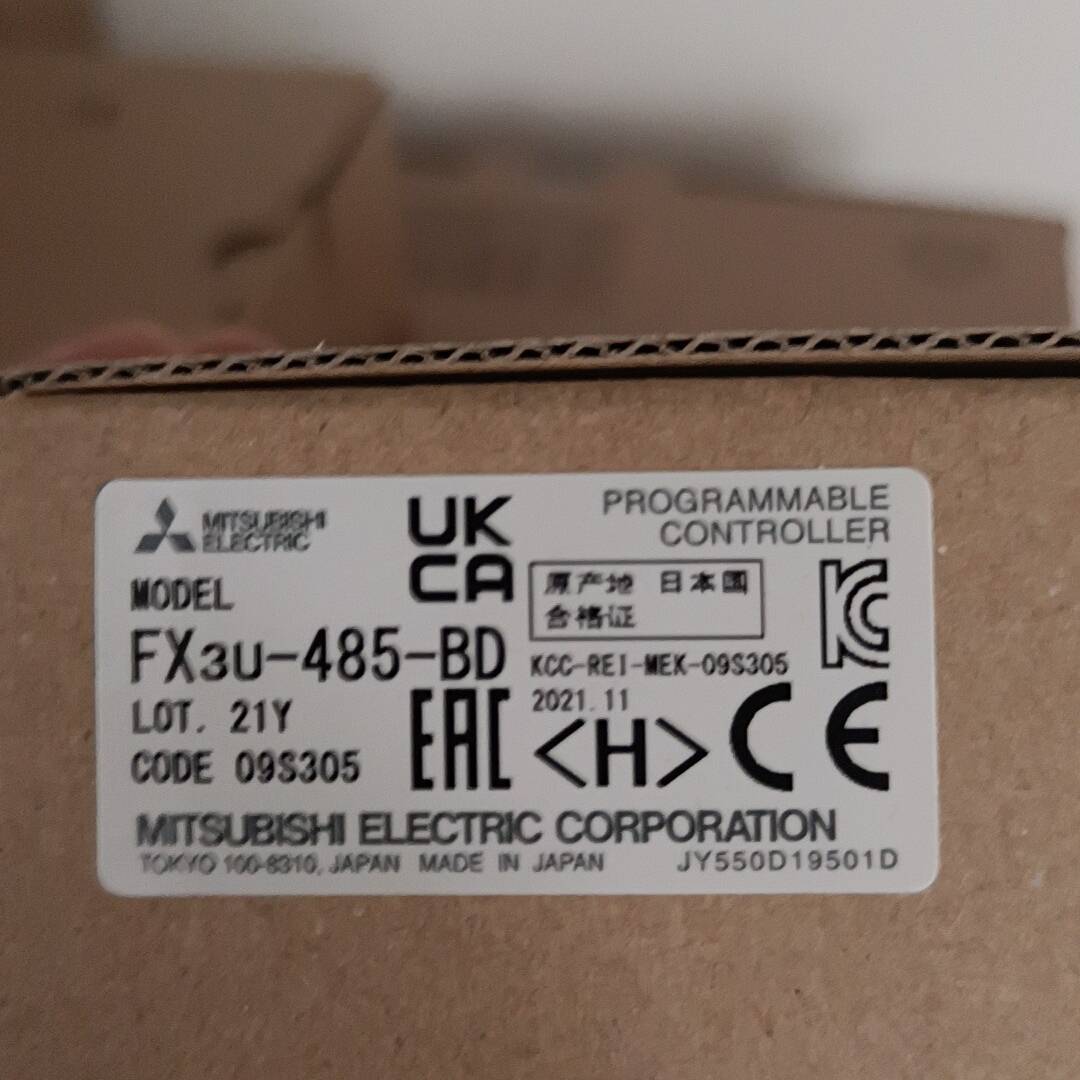 MITSUBISHI
ELECTRIC
UK
CA
PROGRAMMABLE
CONTROLLER
MODEL
FX3U-485-BD
LOT. 21Y
CODE 09S305
原产地 日本国
合格证
KC
KCC-REI-MEK-09S305
2021.11
EAC
<H>
CE
MITSUBISHI ELECTRIC CORPORATION
TOKYO 100-8310, JAPAN MADE IN JAPAN JY550D19501D